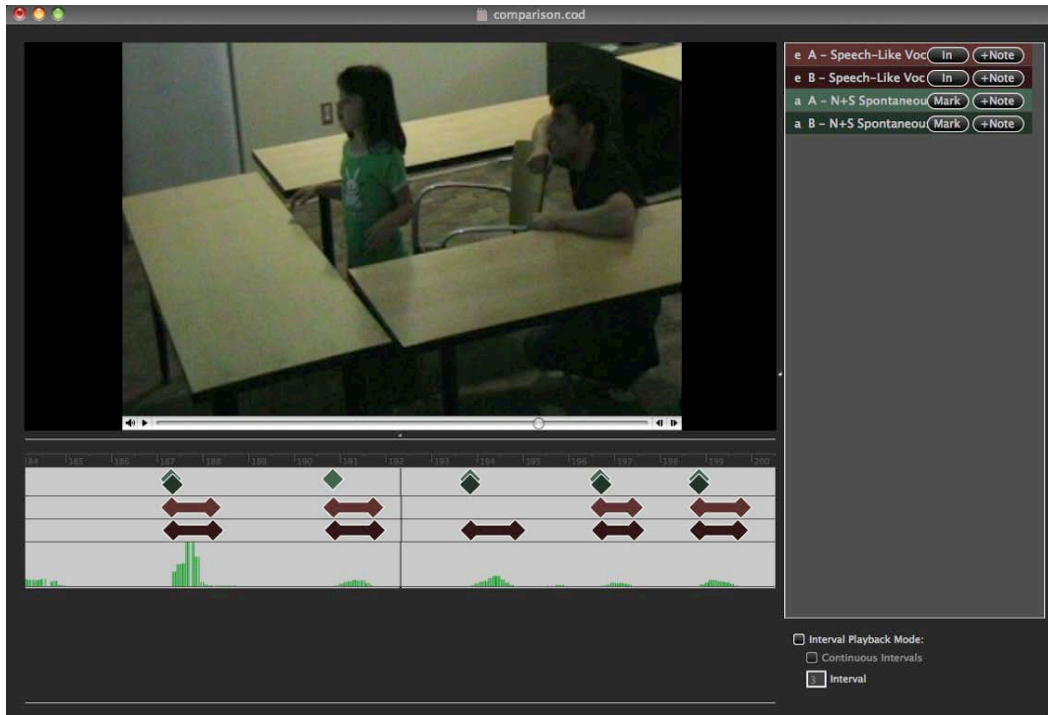 comparison.cod
e A – Speech-Like Voc In +Note
e B – Speech-Like Voc In +Note
a A – N+S Spontaneou Mark +Note
a B – N+S Spontaneou Mark +Note
184 185 186 187 188 189 190 191 192 193 194 195 196 197 198 199 200
Interval Playback Mode:
Continuous Intervals
3 Interval